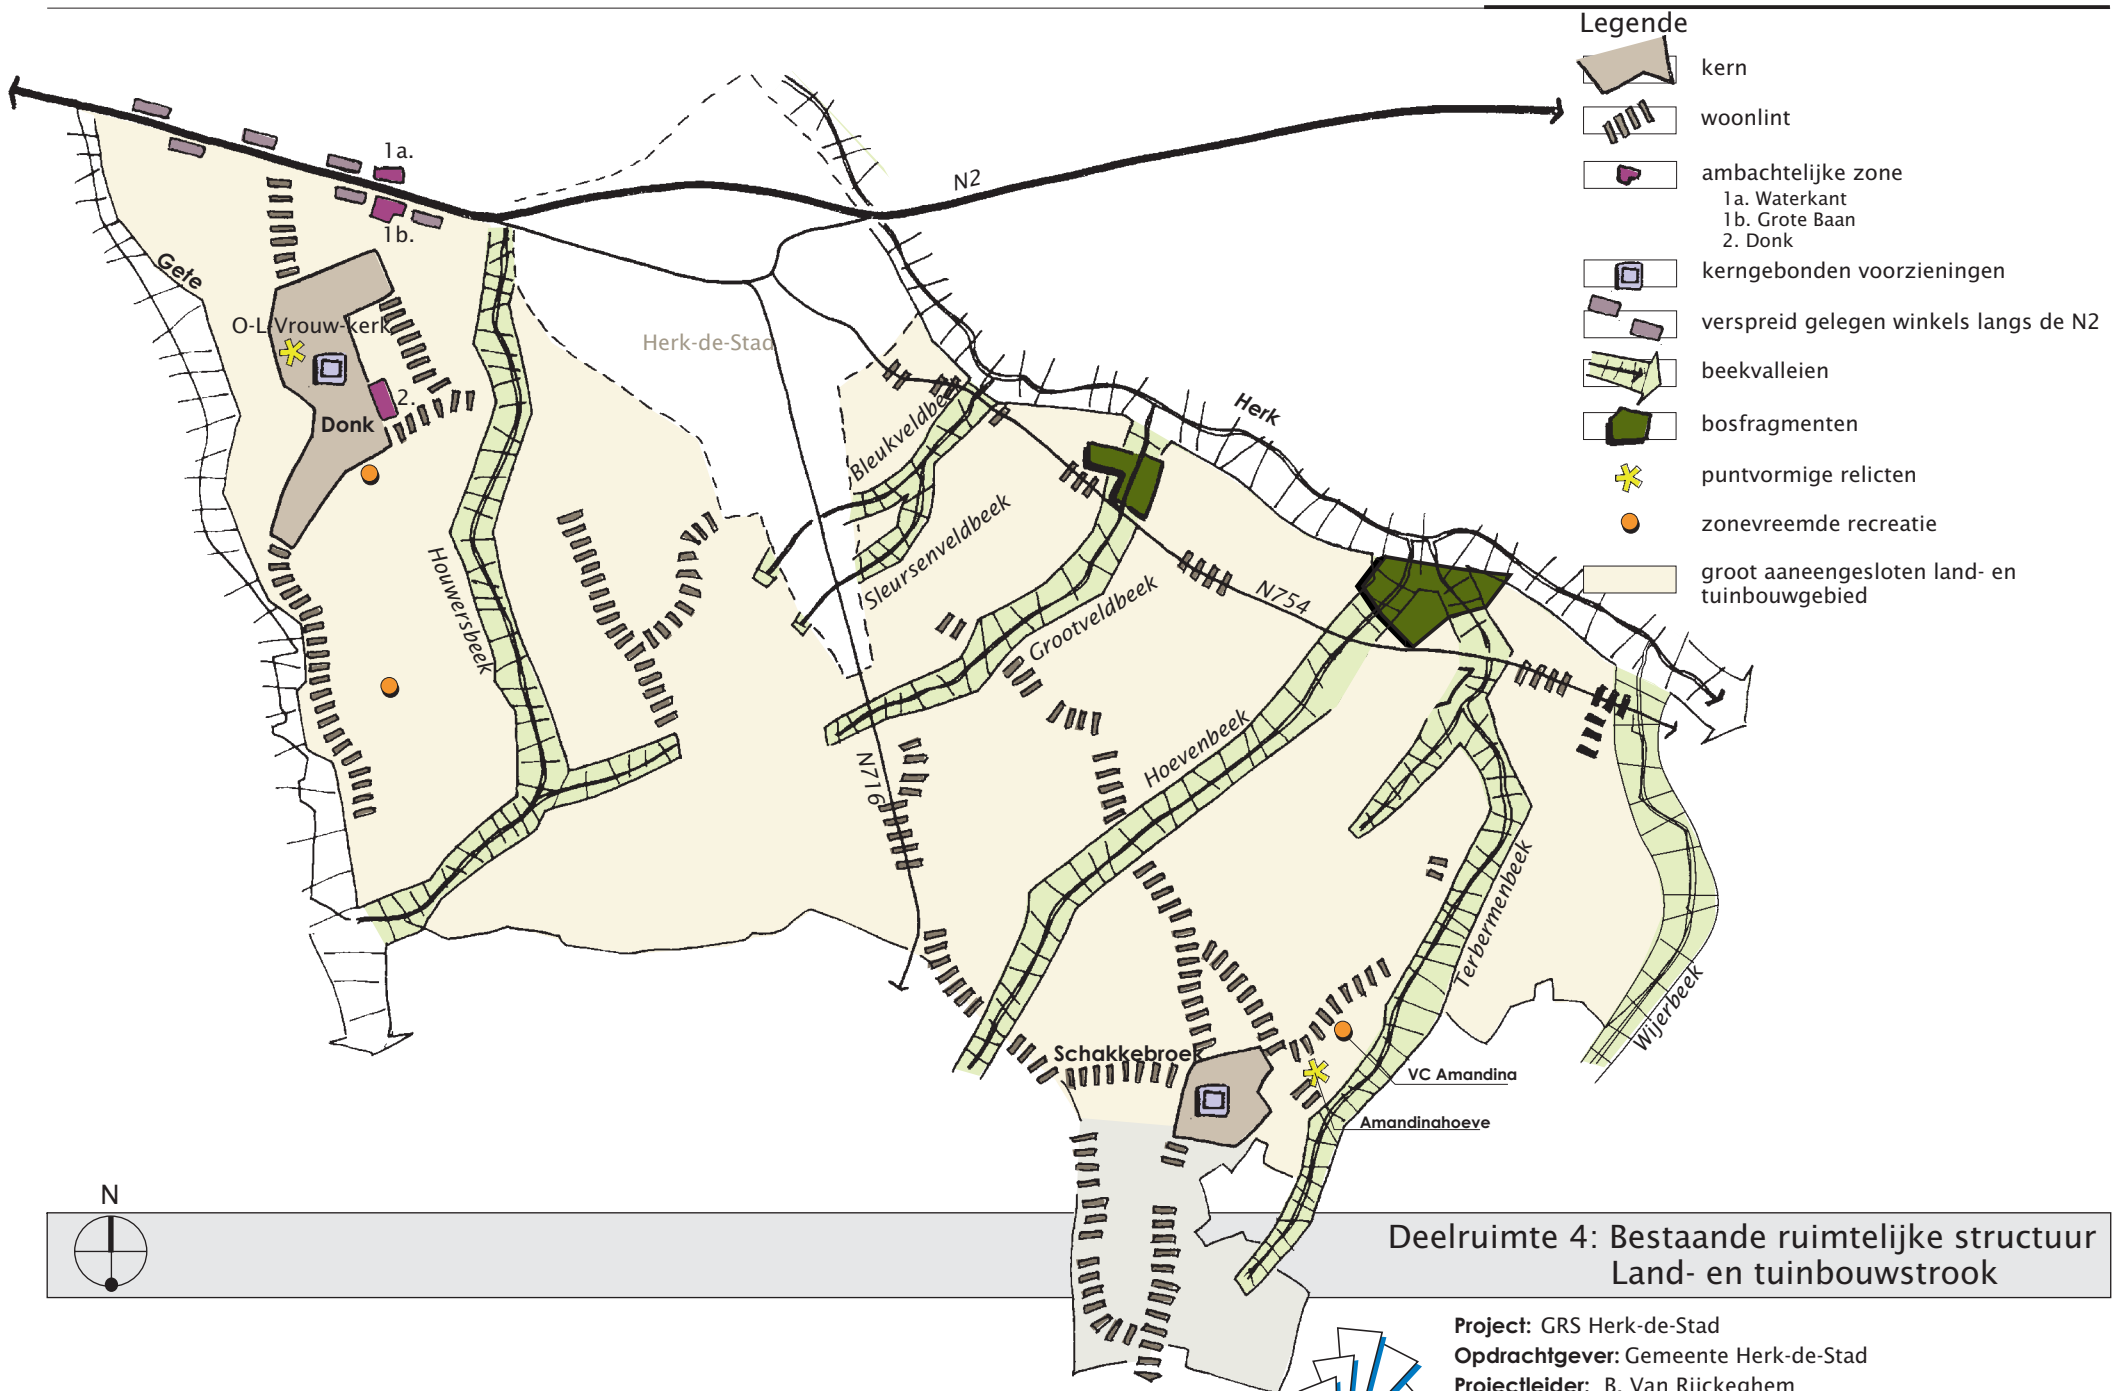 Legende
kern
woonlint
ambachtelijke zone
1a. Waterkant
1b. Grote Baan
2. Donk
kerngebonden voorzieningen
verspreid gelegen winkels langs de N2
beekvalleien
bosfragmenten
puntvormige relicten
zonevreemde recreatie
groot aaneengesloten land- en
tuinbouwgebied
1a.
1b.
N2
Gete
O-L-Vrouw-kerk
2.
Donk
Herk-de-Stad
Herk
Bleukveldbeek
Sleursenveldbeek
Grootveldbeek
Houwersbeek
N754
N716
Hoevenbeek
Terbermenbeek
Wijerbeek
Schakkebroek
VC Amandina
Amandinahoeve
N
Deelruimte 4: Bestaande ruimtelijke structuur
Land- en tuinbouwstrook
Project: GRS Herk-de-Stad
Opdrachtgever: Gemeente Herk-de-Stad
Projectleider: B. Van Rijckeghem